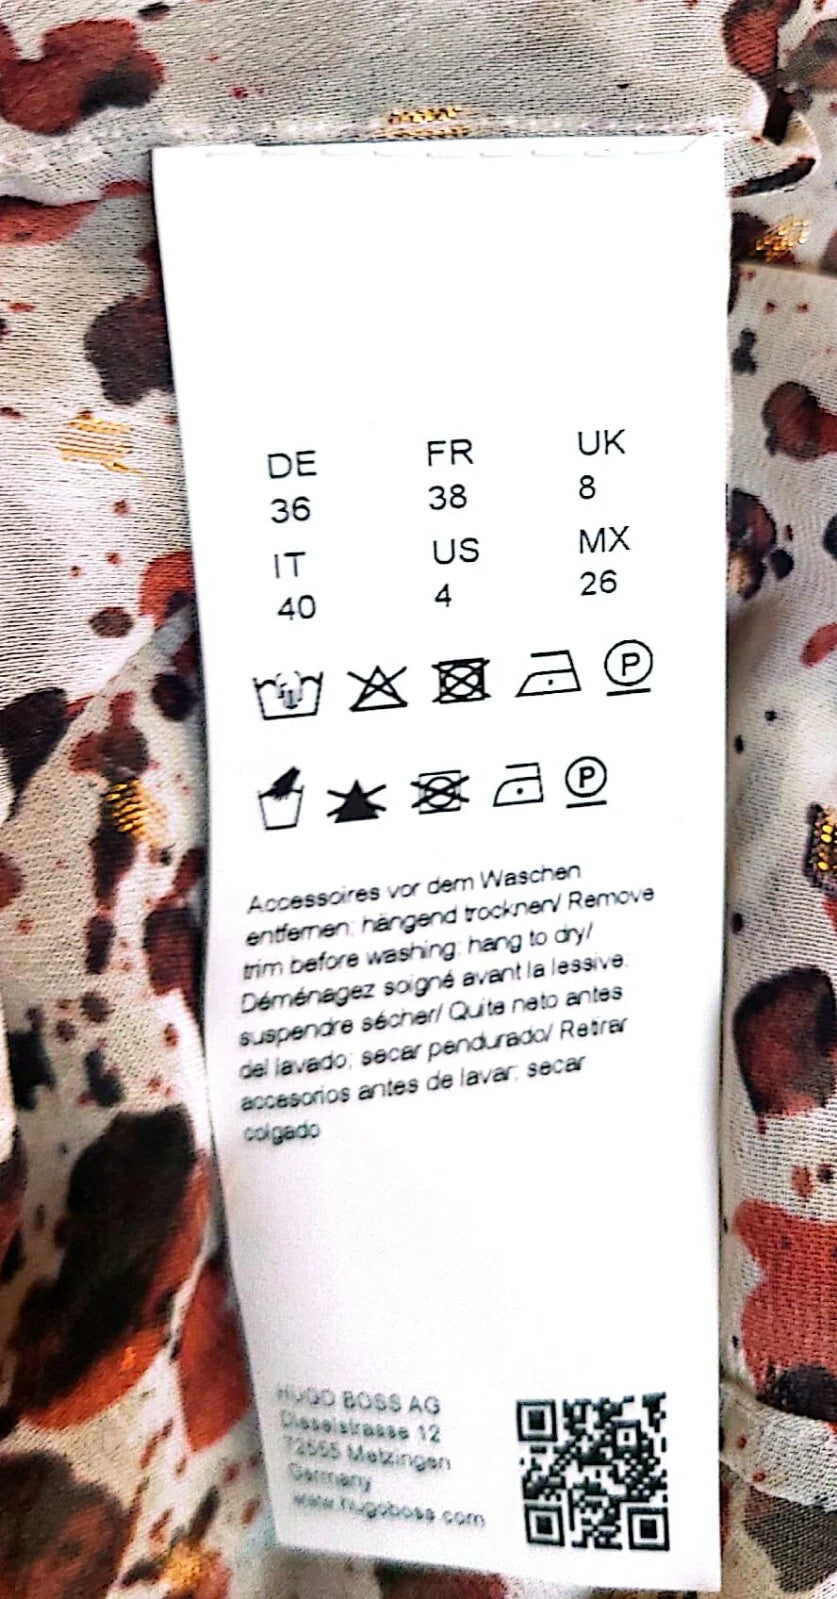 DE FR UK
36 38 8
IT US MX
40 4 26
P
P
Accessoires vor dem Waschen
entfernen; hängend trocknen/ Remove
trim before washing; hang to dry/
Déménagez soigné avant la lessive;
suspendre sécher/ Quite neto antes
del lavado; secar pendurado/ Retirar
accesorios antes de lavar; secar
colgado
HUGO BOSS AG
Dieselstrasse 12
72555 Metzingen
Germany
www.hugoboss.com